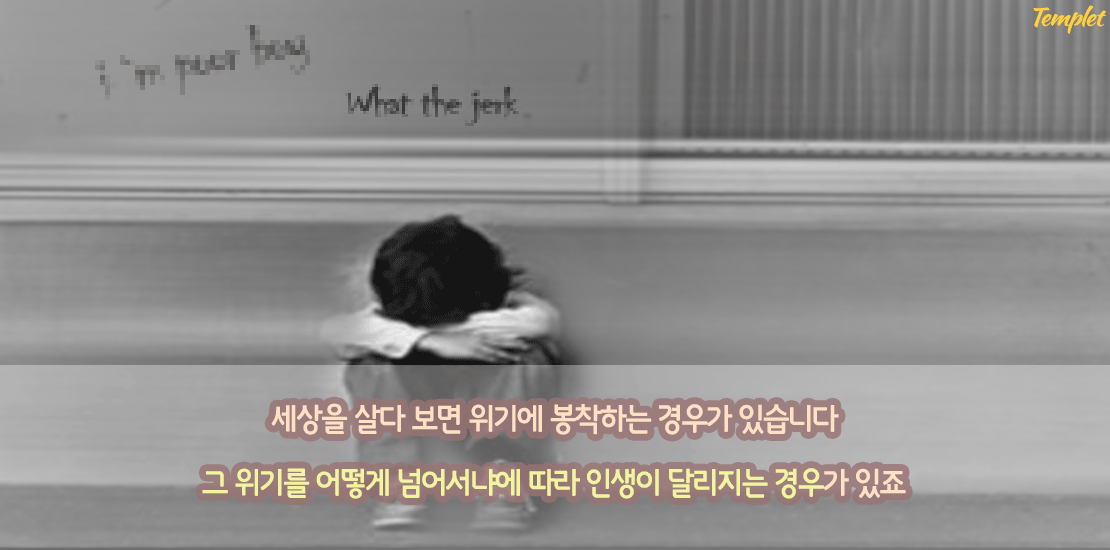 Templet
i'm poor boy
What the jerk
세상을 살다 보면 위기에 봉착하는 경우가 있습니다
그 위기를 어떻게 넘어서냐에 따라 인생이 달리지는 경우가 있죠